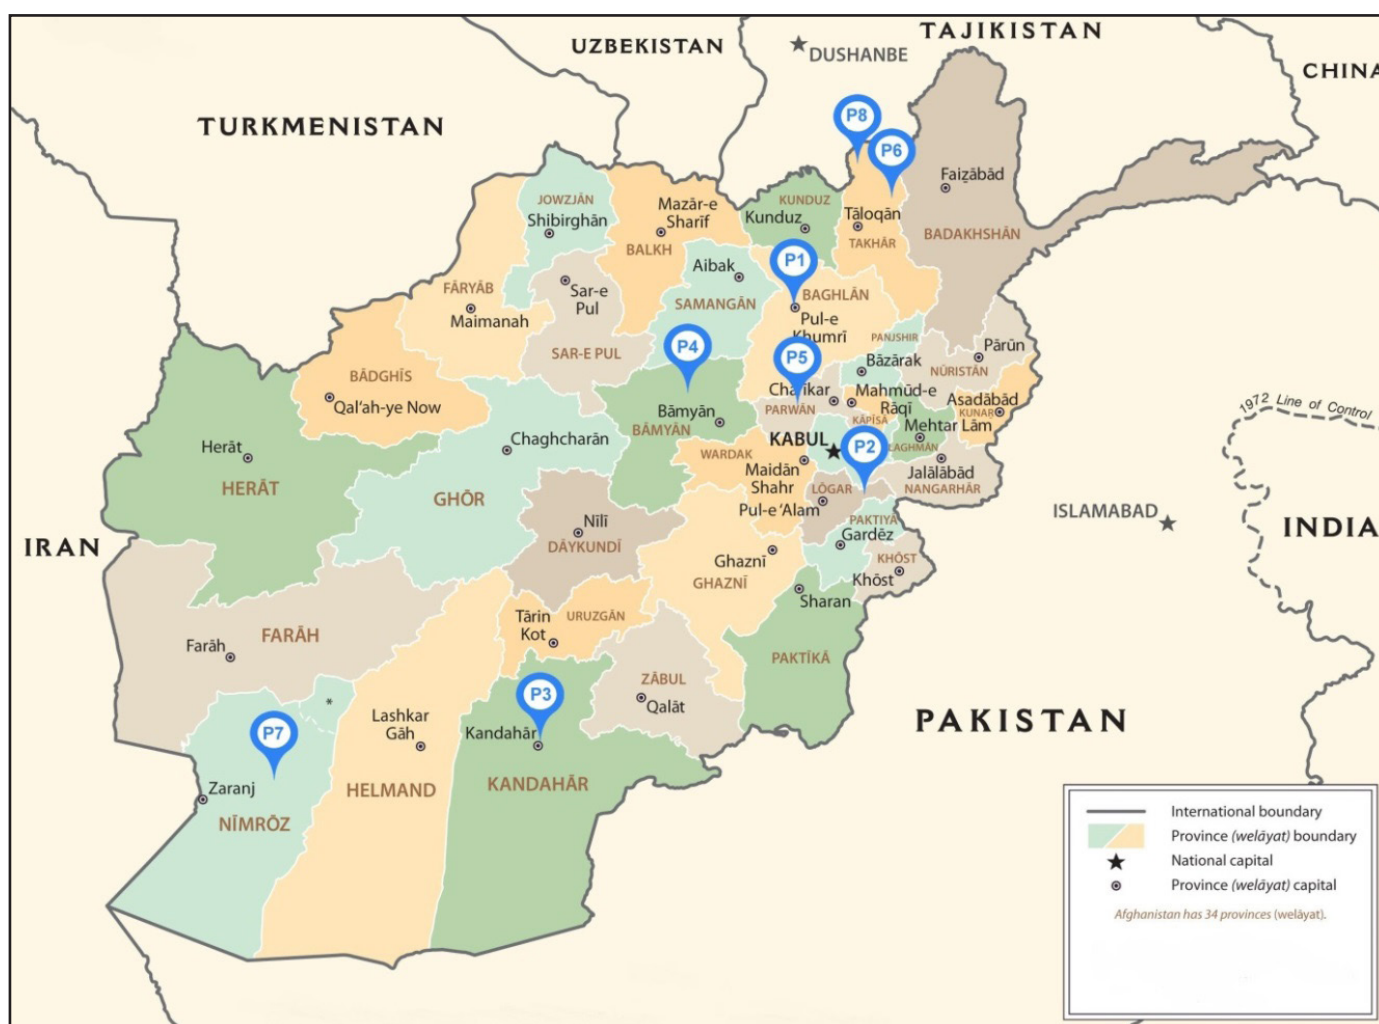 UZBEKISTAN
TAJIKISTAN
DUSHANBE
CHINA
TURKMENISTAN
P8
P6
Faiẕābād
JOWZJĀN
Shibirghān
Mazār-e
Sharīf
BALKH
KUNDUZ
Kunduz
Tāloqān
TAKHĀR
BADAKHSHĀN
P1
Aibak
SAMANGĀN
BAGHLĀN
Pul-e
Khumrī
FĀRYĀB
Maimanah
Sar-e
Pul
SAR-E PUL
P4
P5
PANJSHIR
Bāzārak
Pārūn
NŪRISTĀN
BĀDGHĪS
Qal'ah-ye Now
Chārīkar
PARWĀN
Mahmūd-e
Rāqī
KĀPĪSĀ
Asadābād
KUNAR
1972 Line of Control
Bāmyān
BĀMYĀN
KABUL
Mehtar Lām
LAGHMĀN
P2
Herāt
HERĀT
Chaghcharān
GHŌR
WARDAK
Maidān
Shahr
LŌGAR
Pul-e 'Alam
Jalālābād
NANGARHĀR
ISLAMABAD
INDIA
IRAN
Nīlī
DĀYKUNDĪ
PAKTIYĀ
Gardēz
Ghaznī
GHAZNĪ
KHŌST
Khōst
Sharan
Tārin
Kot
URUZGĀN
Farāh
FARĀH
PAKTĪKĀ
ZĀBUL
Qalāt
P3
*
P7
Lashkar
Gāh
Kandahār
KANDAHĀR
PAKISTAN
Zaranj
NĪMRŌZ
HELMAND
International boundary
Province (welāyat) boundary
National capital
Province (welāyat) capital
Afghanistan has 34 provinces (welāyat).